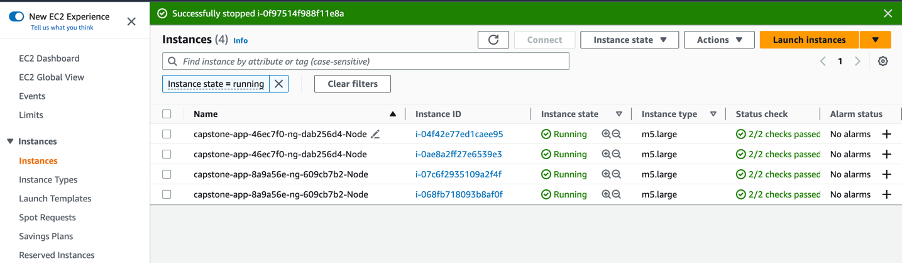 New EC2 Experience
Tell us what you think
EC2 Dashboard
EC2 Global View
Events
Limits
Instances
Instances
Instance Types
Launch Templates
Spot Requests
Savings Plans
Reserved Instances
Successfully stopped i-0f97514f988f11e8a
Instances (4) Info
Connect Instance state Actions Launch instances
Find instance by attribute or tag (case-sensitive)
1
Instance state = running
Clear filters
Name Instance ID Instance state Instance type Status check Alarm status
capstone-app-46ec7f0-ng-dab256d4-Node i-04f42e77ed1caee95 Running m5.large 2/2 checks passed No alarms
capstone-app-46ec7f0-ng-dab256d4-Node i-0ae8a2ff27e6539e3 Running m5.large 2/2 checks passed No alarms
capstone-app-8a9a56e-ng-609cb7b2-Node i-07c6f2935109a2f4f Running m5.large 2/2 checks passed No alarms
capstone-app-8a9a56e-ng-609cb7b2-Node i-068fb718093b8af0f Running m5.large 2/2 checks passed No alarms